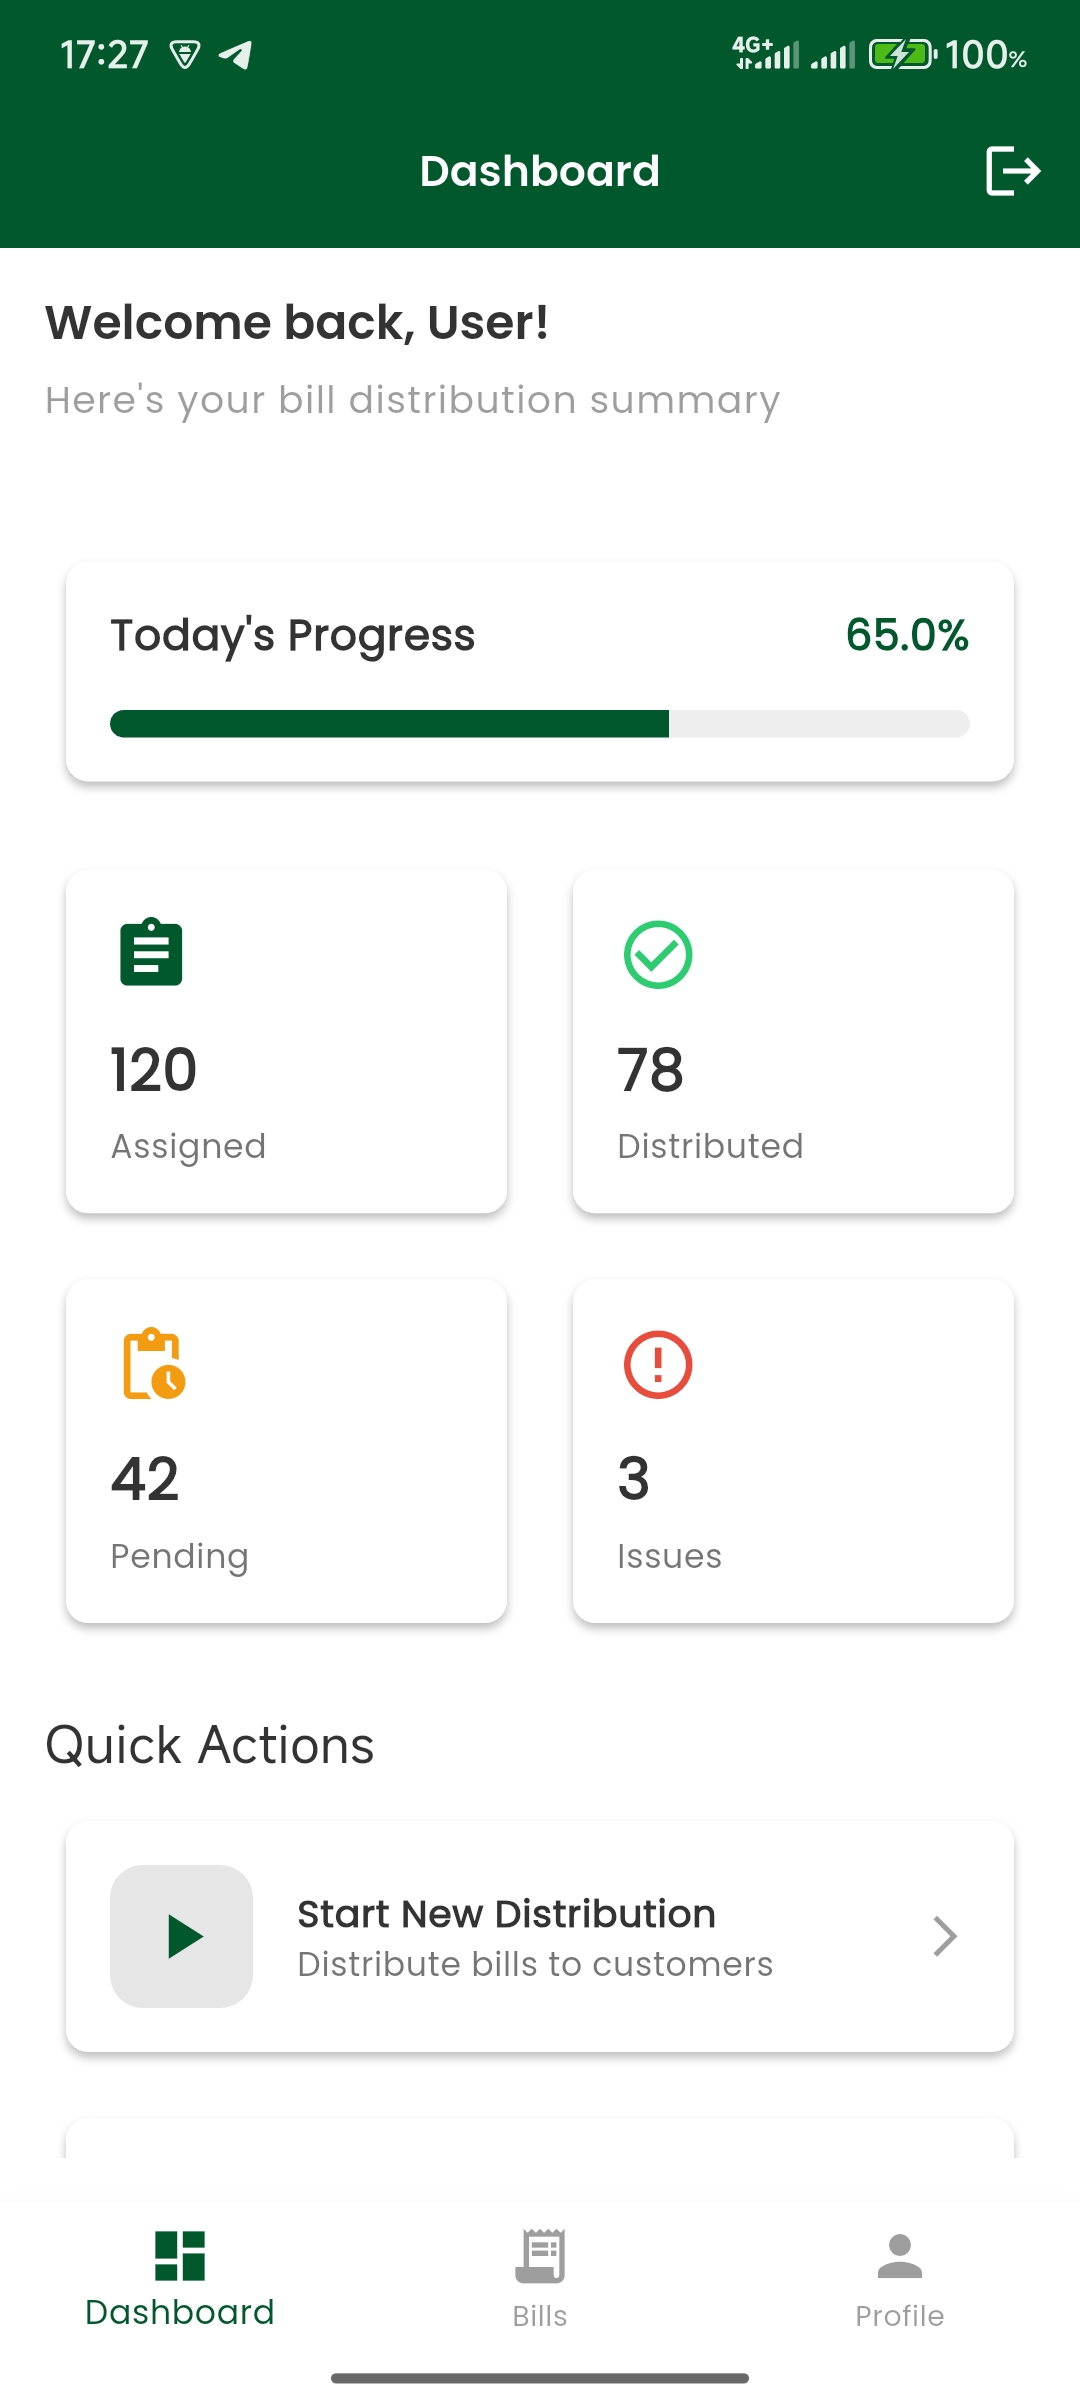 17:27
4G+
100%
Dashboard
Welcome back, User!
Here's your bill distribution summary
Today's Progress
65.0%
120
Assigned
78
Distributed
42
Pending
3
Issues
Quick Actions
Start New Distribution
Distribute bills to customers
Dashboard
Bills
Profile